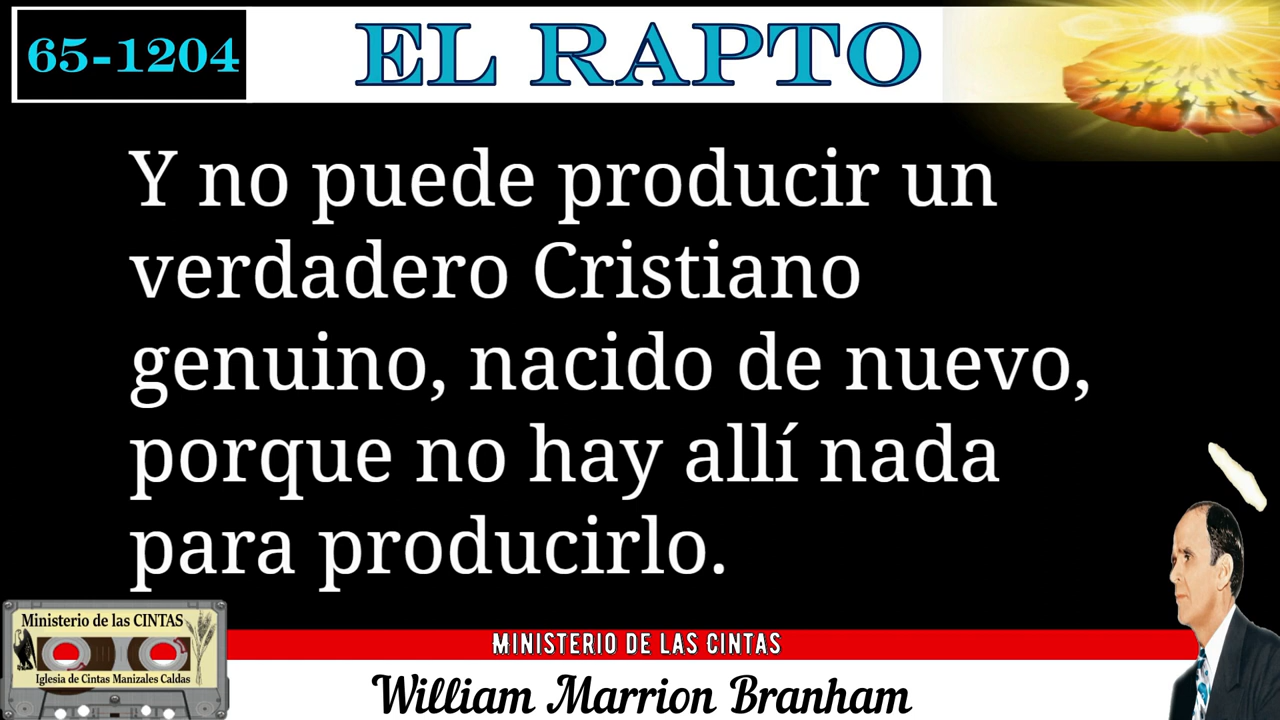 65-1204
EL RAPTO
Y no puede producir un
verdadero Cristiano
genuino, nacido de nuevo,
porque no hay allí nada
para producirlo.
Ministerio de las CINTAS
Iglesia de Cintas Manizales Caldas
MINISTERIO DE LAS CINTAS
William Marrion Branham